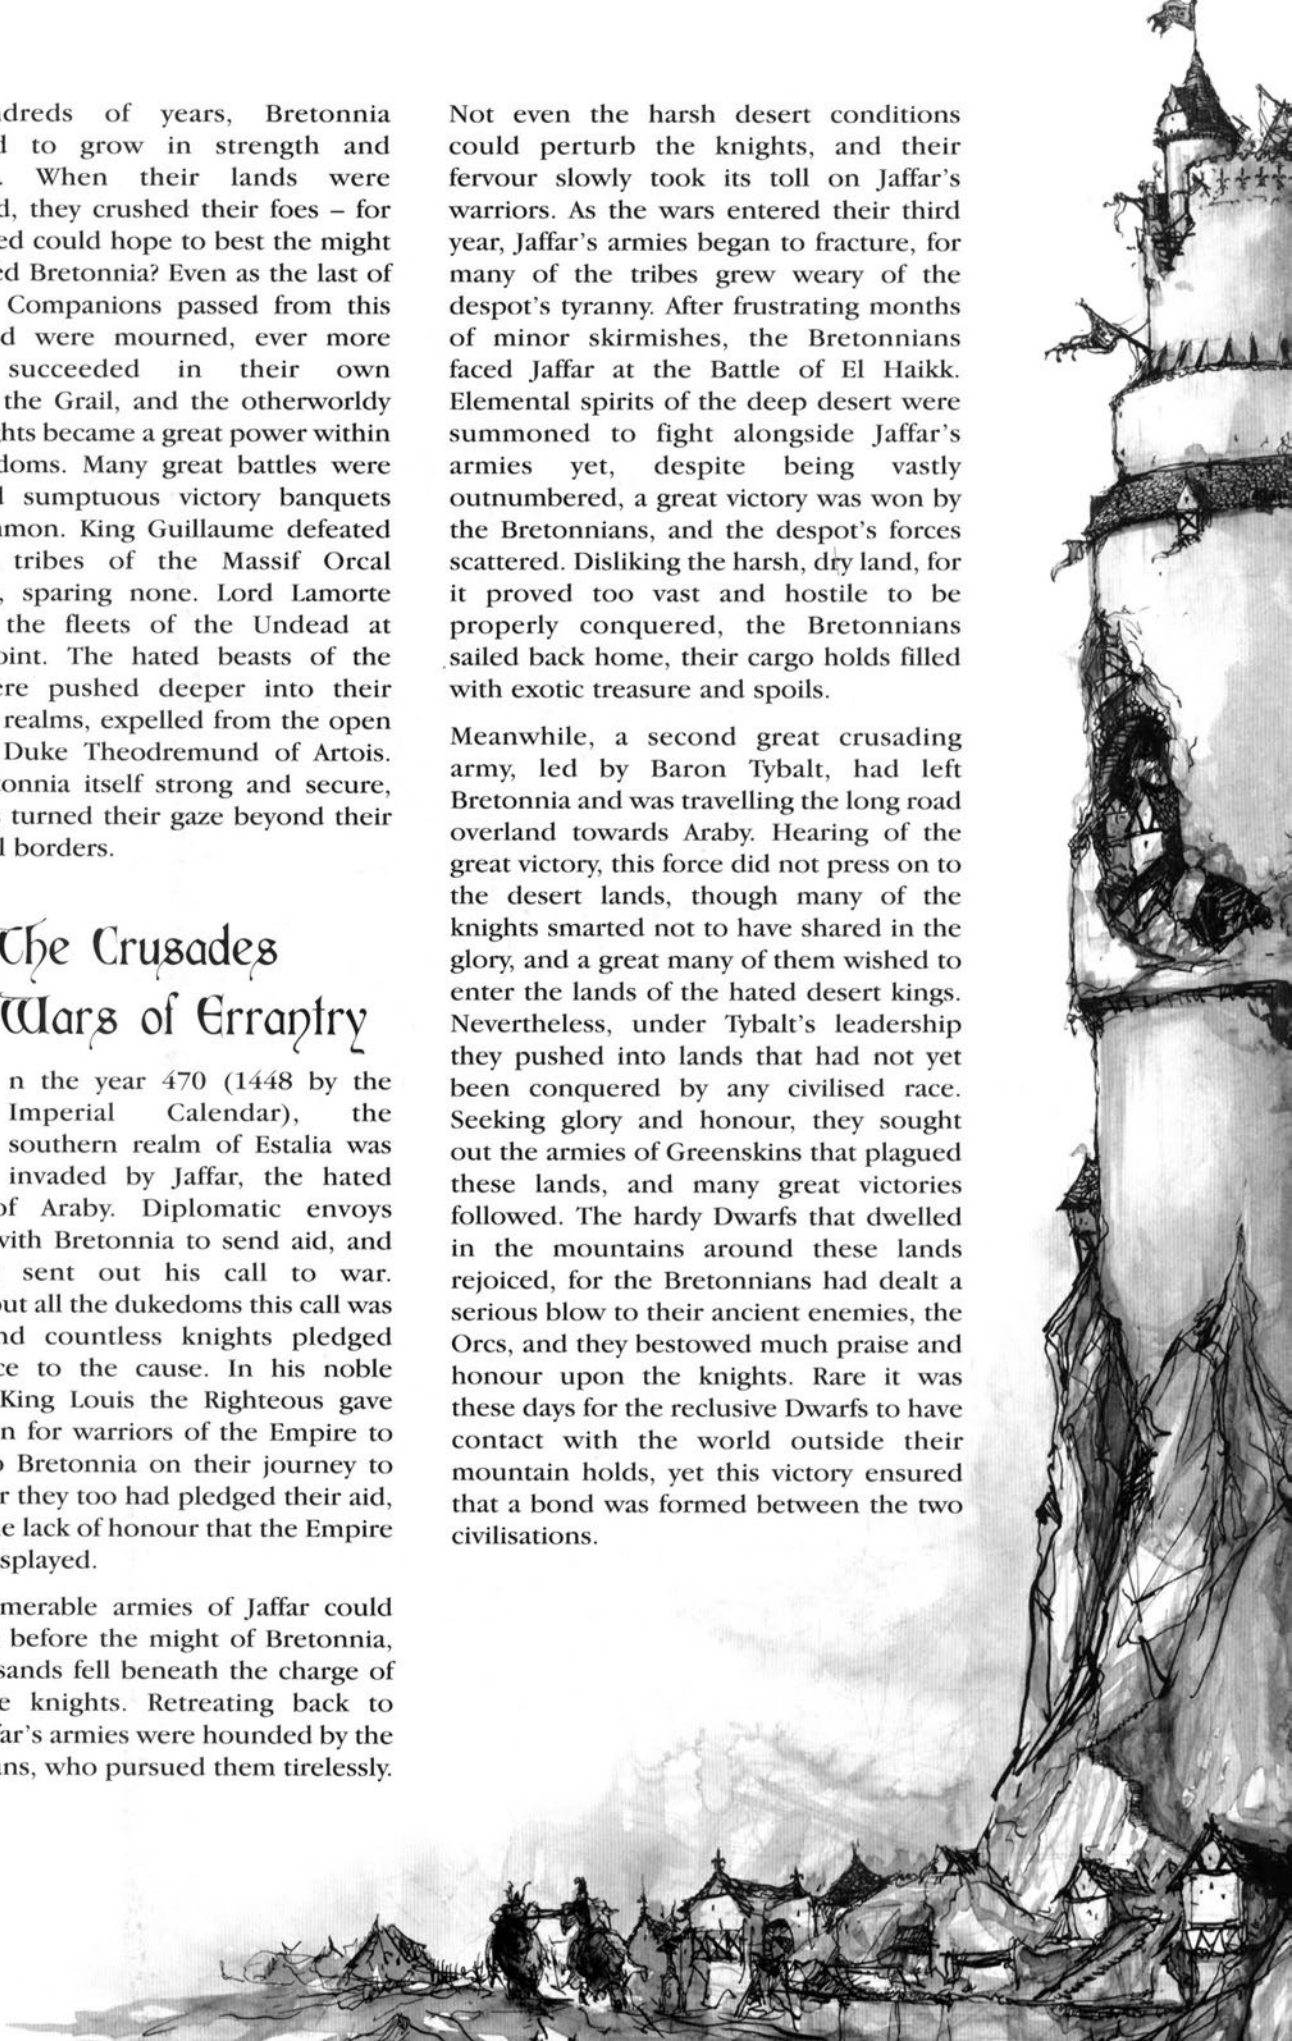 of years, Bretonnia
to grow in strength and
When their lands were
they crushed their foes – for
could hope to best the might
Bretonnia? Even as the last of
Companions passed from this
were mourned, ever more
succeeded in their own
the Grail, and the otherworldy
became a great power within
Many great battles were
sumptuous victory banquets
King Guillaume defeated
tribes of the Massif Orcal
sparing none. Lord Lamorte
the fleets of the Undead at
The hated beasts of the
pushed deeper into their
realms, expelled from the open
Duke Theodremund of Artois.
itself strong and secure,
turned their gaze beyond their
borders.
The Crusades
Wars of Errantry
n the year 470 (1448 by the
Imperial Calendar), the
southern realm of Estalia was
invaded by Jaffar, the hated
of Araby. Diplomatic envoys
with Bretonnia to send aid, and
sent out his call to war.
all the dukedoms this call was
countless knights pledged
to the cause. In his noble
King Louis the Righteous gave
for warriors of the Empire to
Bretonnia on their journey to
they too had pledged their aid,
lack of honour that the Empire
armies of Jaffar could
before the might of Bretonnia,
fell beneath the charge of
knights. Retreating back to
armies were hounded by the
who pursued them tirelessly.
Not even the harsh desert conditions
could perturb the knights, and their
fervour slowly took its toll on Jaffar's
warriors. As the wars entered their third
year, Jaffar's armies began to fracture, for
many of the tribes grew weary of the
despot's tyranny. After frustrating months
of minor skirmishes, the Bretonnians
faced Jaffar at the Battle of El Haikk.
Elemental spirits of the deep desert were
summoned to fight alongside Jaffar's
armies yet, despite being vastly
outnumbered, a great victory was won by
the Bretonnians, and the despot's forces
scattered. Disliking the harsh, dry land, for
it proved too vast and hostile to be
properly conquered, the Bretonnians
sailed back home, their cargo holds filled
with exotic treasure and spoils.
Meanwhile, a second great crusading
army, led by Baron Tybalt, had left
Bretonnia and was travelling the long road
overland towards Araby. Hearing of the
great victory, this force did not press on to
the desert lands, though many of the
knights smarted not to have shared in the
glory, and a great many of them wished to
enter the lands of the hated desert kings.
Nevertheless, under Tybalt's leadership
they pushed into lands that had not yet
been conquered by any civilised race.
Seeking glory and honour, they sought
out the armies of Greenskins that plagued
these lands, and many great victories
followed. The hardy Dwarfs that dwelled
in the mountains around these lands
rejoiced, for the Bretonnians had dealt a
serious blow to their ancient enemies, the
Orcs, and they bestowed much praise and
honour upon the knights. Rare it was
these days for the reclusive Dwarfs to have
contact with the world outside their
mountain holds, yet this victory ensured
that a bond was formed between the two
civilisations.